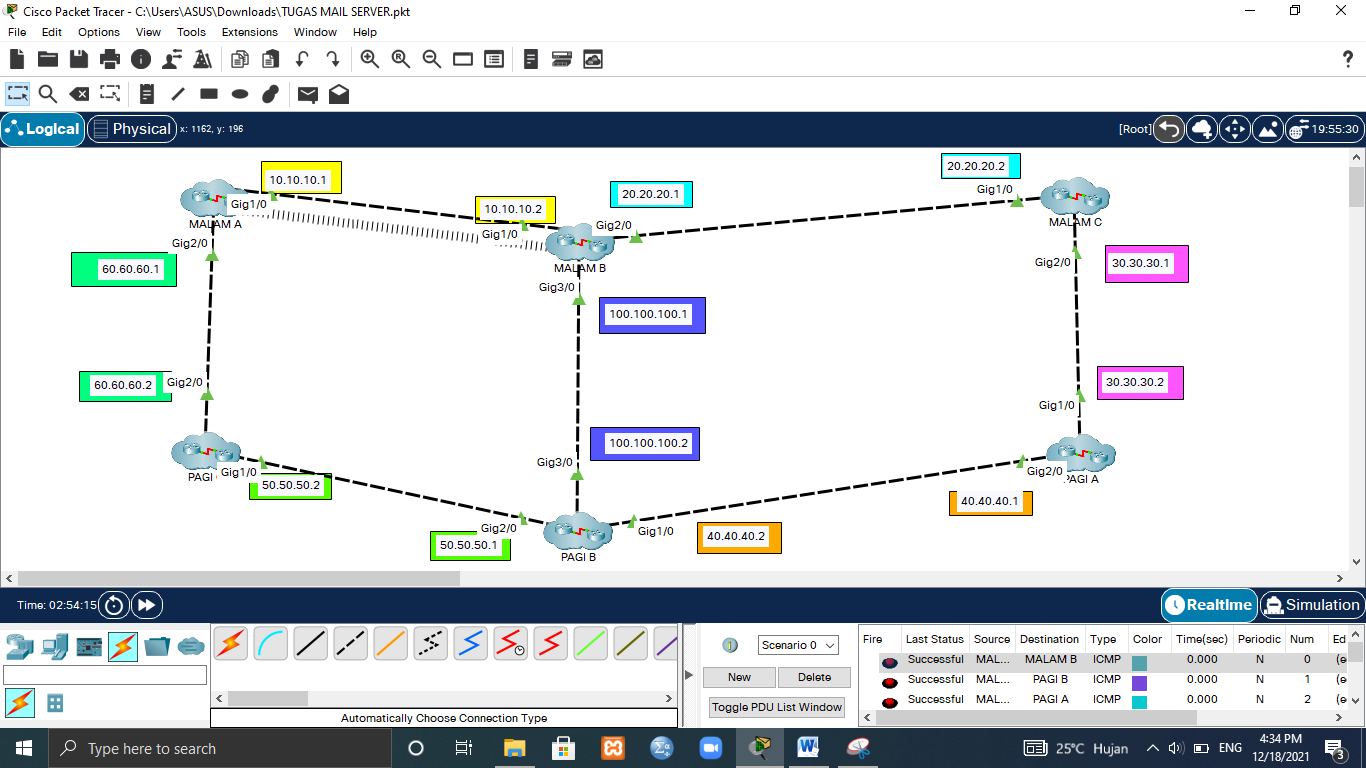 Cisco Packet Tracer - C:\Users\ASUS\Downloads\TUGAS MAIL SERVER.pkt
File Edit Options View Tools Extensions Window Help
?
Logical Physical x: 1162, y: 196 [Root] 19:55:30
10.10.10.1
Gig1/0
MALAM A
Gig2/0
60.60.60.1
10.10.10.2
Gig1/0
20.20.20.1
Gig2/0
MALAM B
Gig3/0
100.100.100.1
20.20.20.2
Gig1/0
MALAM C
Gig2/0
30.30.30.1
60.60.60.2
Gig2/0
PAGI
Gig1/0
50.50.50.2
100.100.100.2
Gig3/0
Gig2/0
50.50.50.1
Gig1/0
40.40.40.2
PAGI B
30.30.30.2
Gig1/0
Gig2/0
PAGI A
40.40.40.1
Time: 02:54:15 Realtime Simulation
Automatically Choose Connection Type
Scenario 0
New Delete
Toggle PDU List Window
Fire Last Status Source Destination Type Color Time(sec) Periodic Num Ed
Successful MAL... MALAM B ICMP 0.000 N 0 (e
Successful MAL... PAGI B ICMP 0.000 N 1 (e
Successful MAL... PAGI A ICMP 0.000 N 2 (e
Type here to search
25°C Hujan ENG 4:34 PM 12/18/2021 3